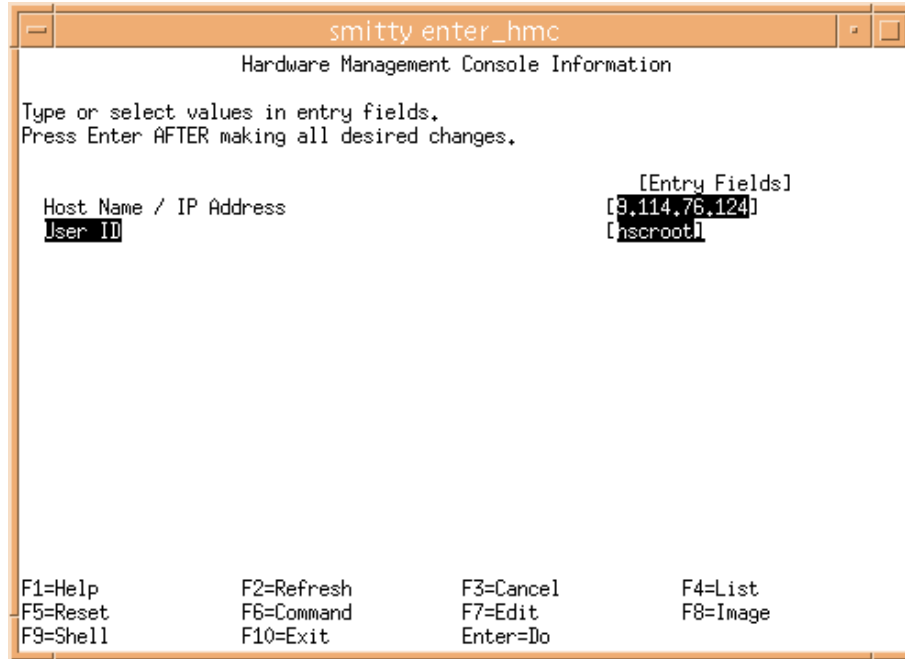 smitty enter_hmc
Hardware Management Console Information
Type or select values in entry fields.
Press Enter AFTER making all desired changes.
[Entry Fields]
Host Name / IP Address [9.114.76.124]
User ID [hscroot]
F1=Help F2=Refresh F3=Cancel F4=List
F5=Reset F6=Command F7=Edit F8=Image
F9=Shell F10=Exit Enter=Do